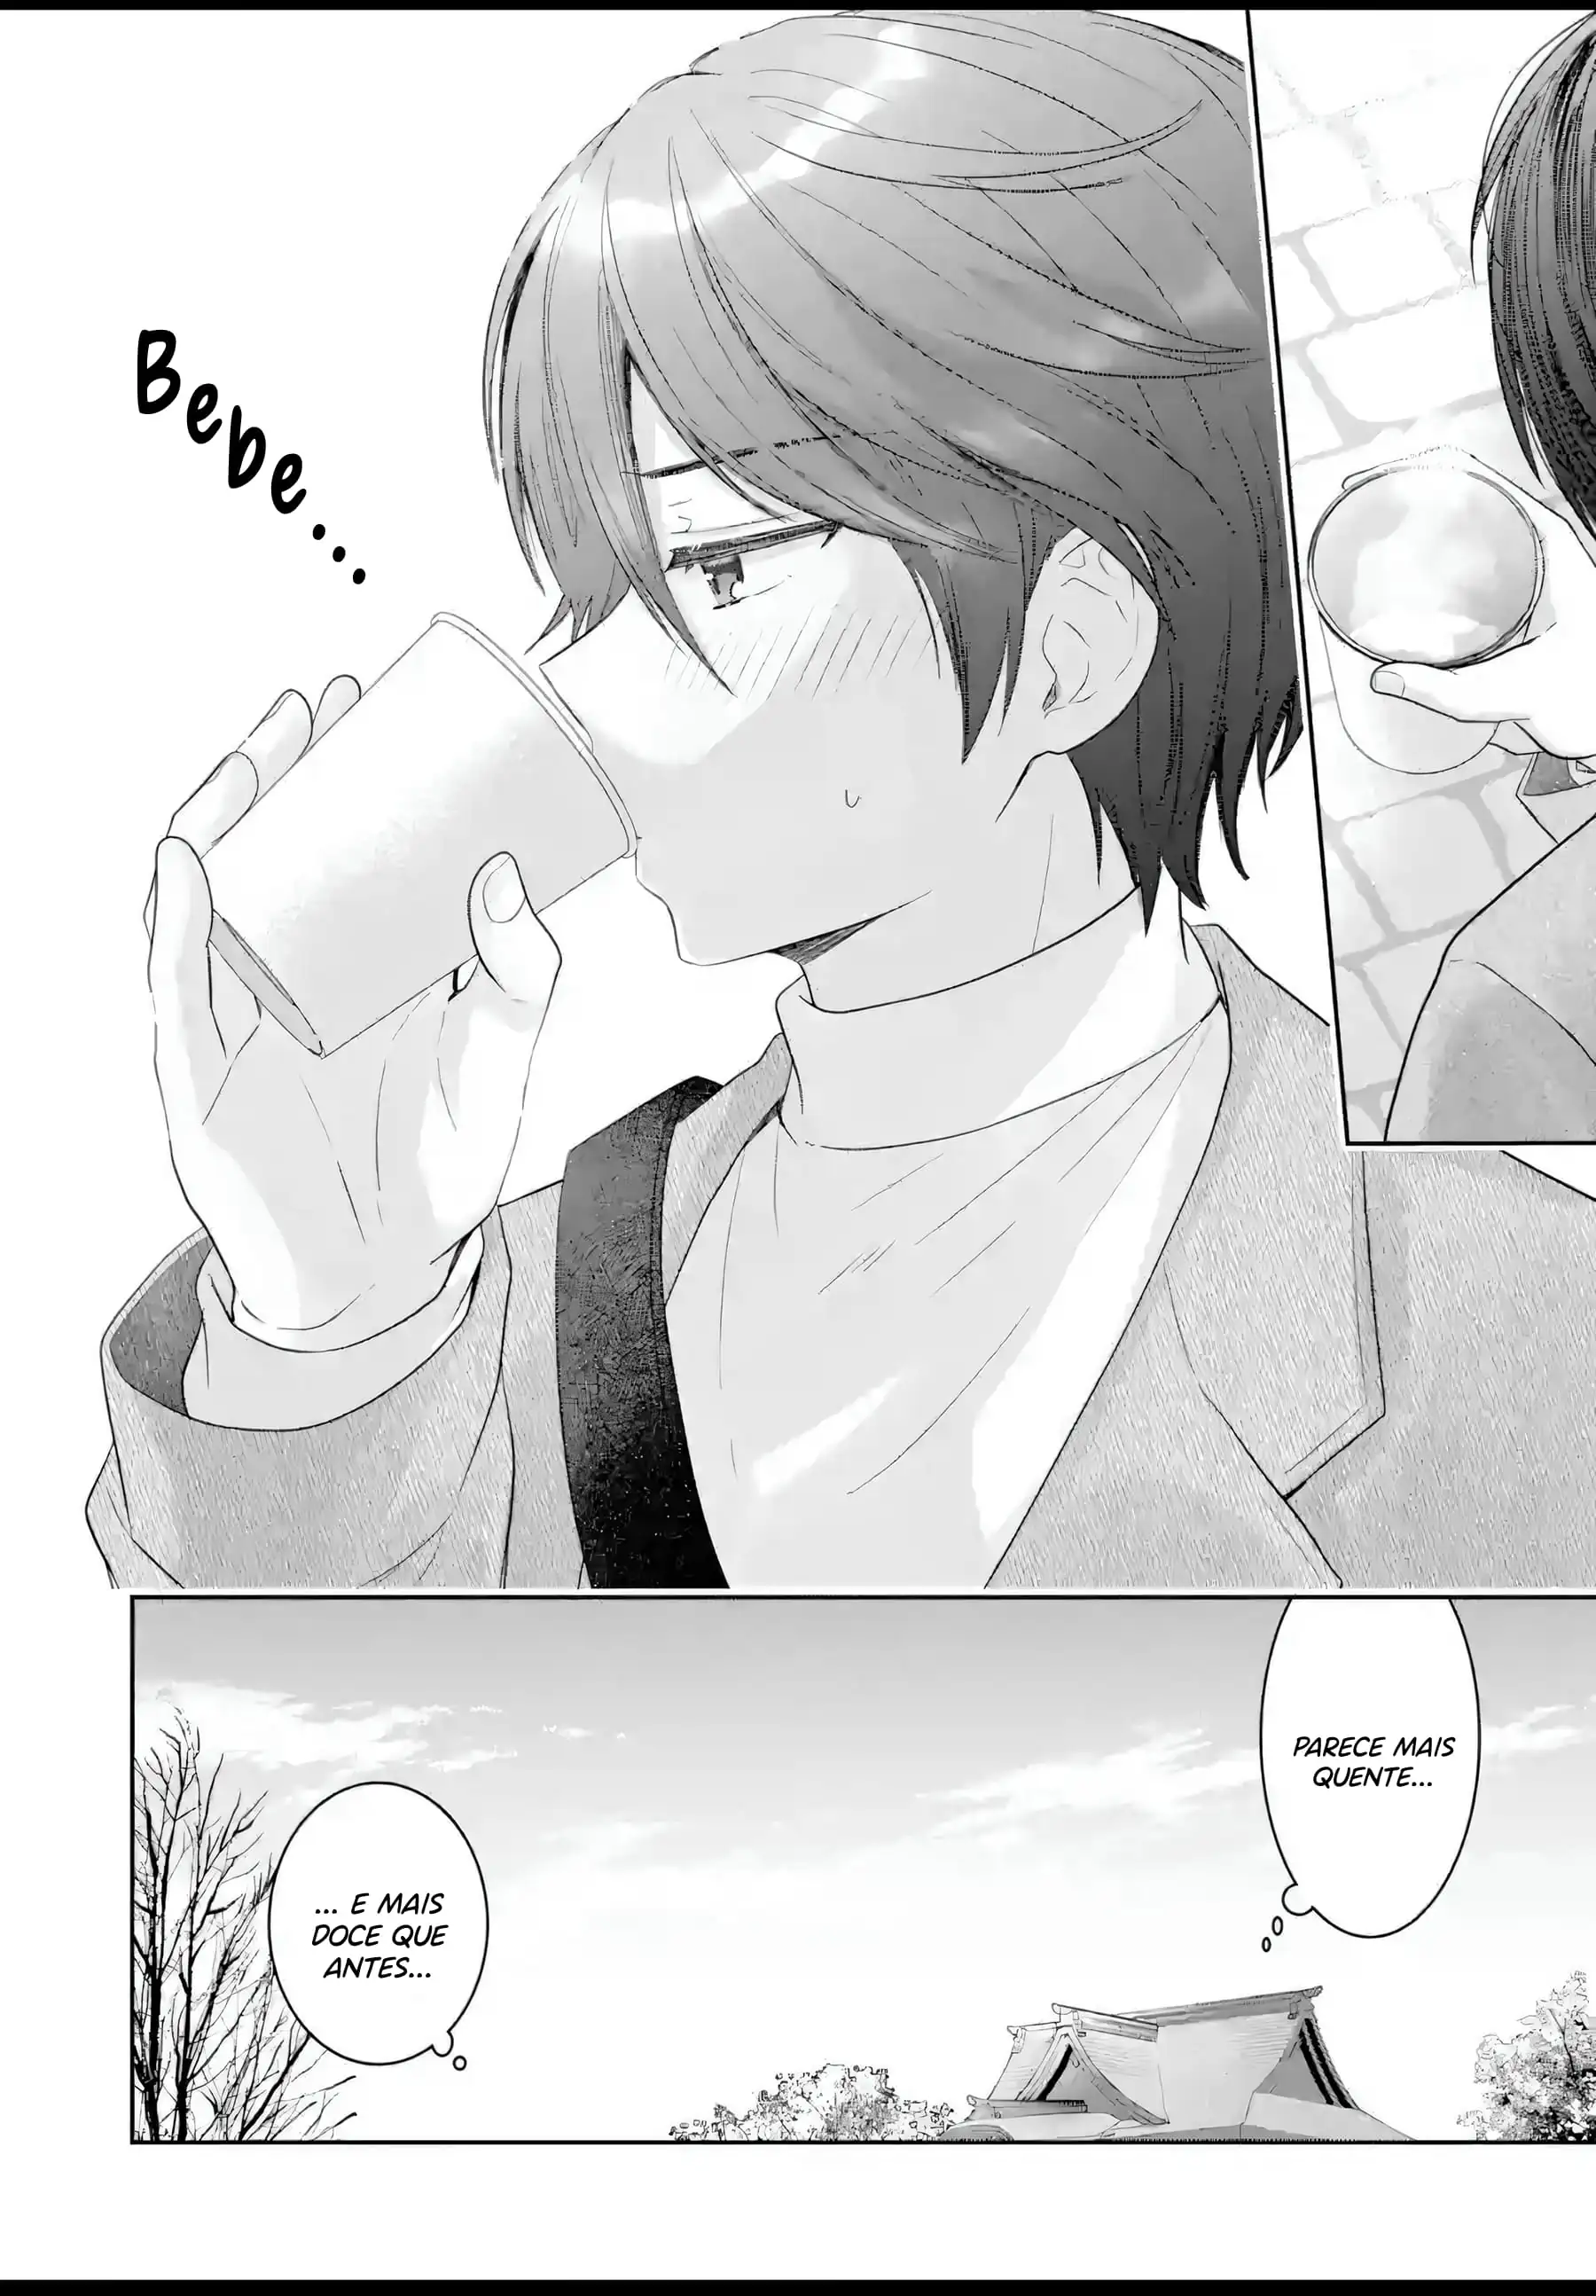 Bebe...
PARECE MAIS
QUENTE...
... E MAIS
DOCE QUE
ANTES...